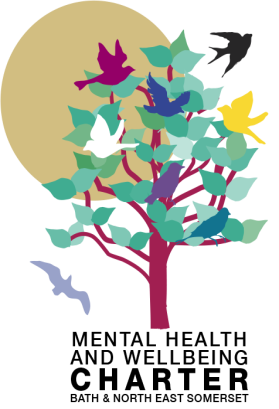 MENTAL HEALTH
AND WELLBEING
CHARTER
BATH & NORTH EAST SOMERSET